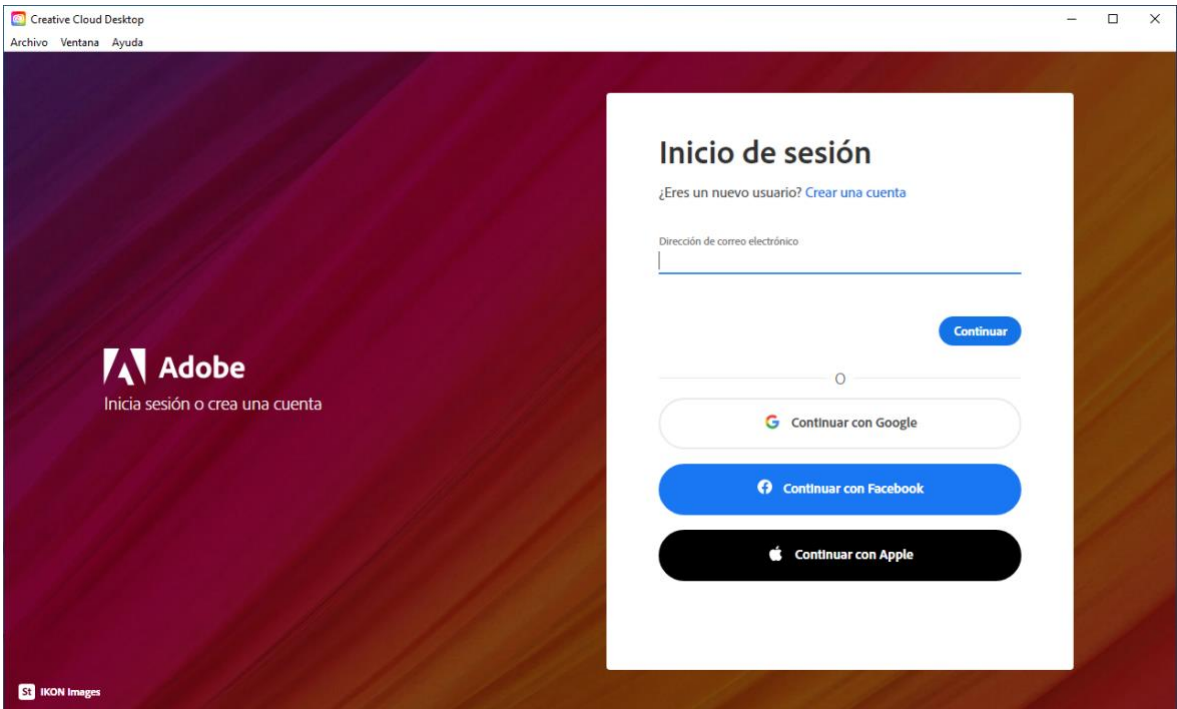 Creative Cloud Desktop
Archivo Ventana Ayuda
Adobe
Inicia sesión o crea una cuenta
Inicio de sesión
¿Eres un nuevo usuario? Crear una cuenta
Dirección de correo electrónico
Continuar
O
Continuar con Google
Continuar con Facebook
Continuar con Apple
St IKON Images